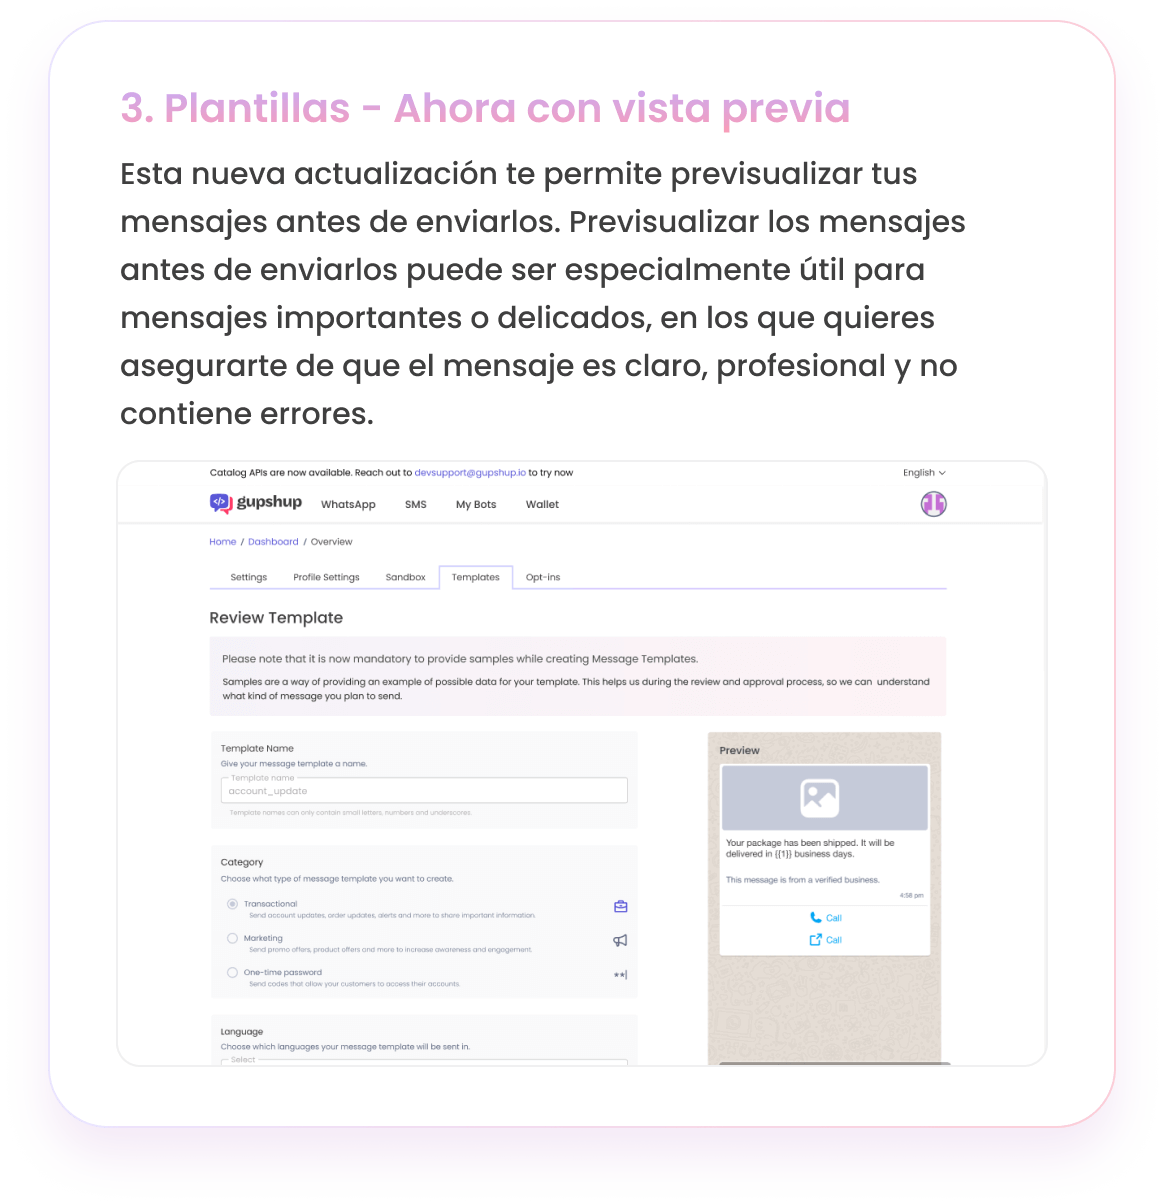 3. Plantillas - Ahora con vista previa
Esta nueva actualización te permite previsualizar tus
mensajes antes de enviarlos. Previsualizar los mensajes
antes de enviarlos puede ser especialmente útil para
mensajes importantes o delicados, en los que quieres
asegurarte de que el mensaje es claro, profesional y no
contiene errores.
Catalog APIs are now available. Reach out to devsupport@gupshup.io to try now
English
gupshup
WhatsApp
SMS
My Bots
Wallet
Home / Dashboard / Overview
Settings
Profile Settings
Sandbox
Templates
Opt-ins
Review Template
Please note that it is now mandatory to provide samples while creating Message Templates.
Samples are a way of providing an example of possible data for your template. This helps us during the review and approval process, so we can understand
what kind of message you plan to send.
Template Name
Give your message template a name.
Template name
account_update
Template names can only contain small letters, numbers and underscores.
Category
Choose what type of message template you want to create.
Transactional
Send account updates, order updates, alerts and more to share important information.
Marketing
Send promo offers, product offers and more to increase awareness and engagement.
One-time password
Send codes that allow your customers to access their accounts.
Language
Choose which languages your message template will be sent in.
Select
Preview
Your package has been shipped. It will be
delivered in {{1}} business days.
This message is from a verified business.
4:58 pm
Call
Call